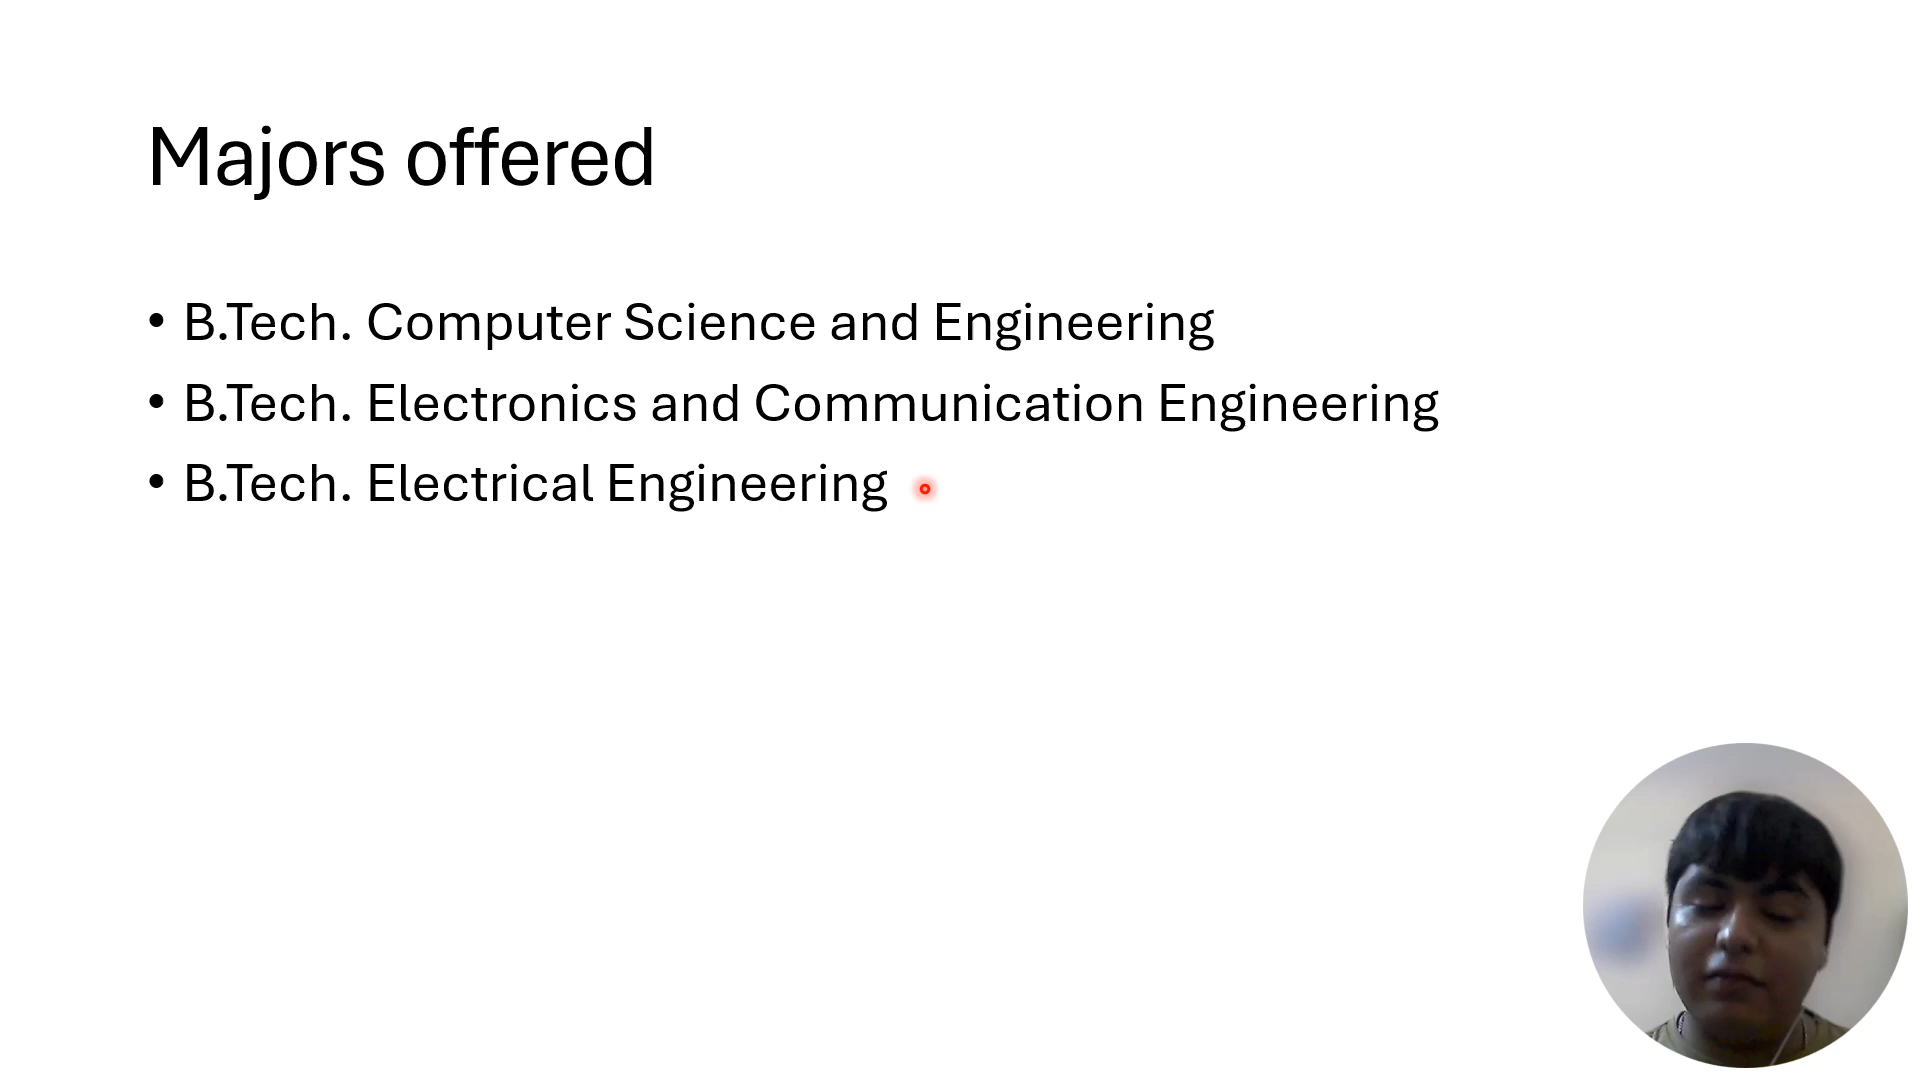 Majors offered
• B.Tech. Computer Science and Engineering
• B.Tech. Electronics and Communication Engineering
• B.Tech. Electrical Engineering